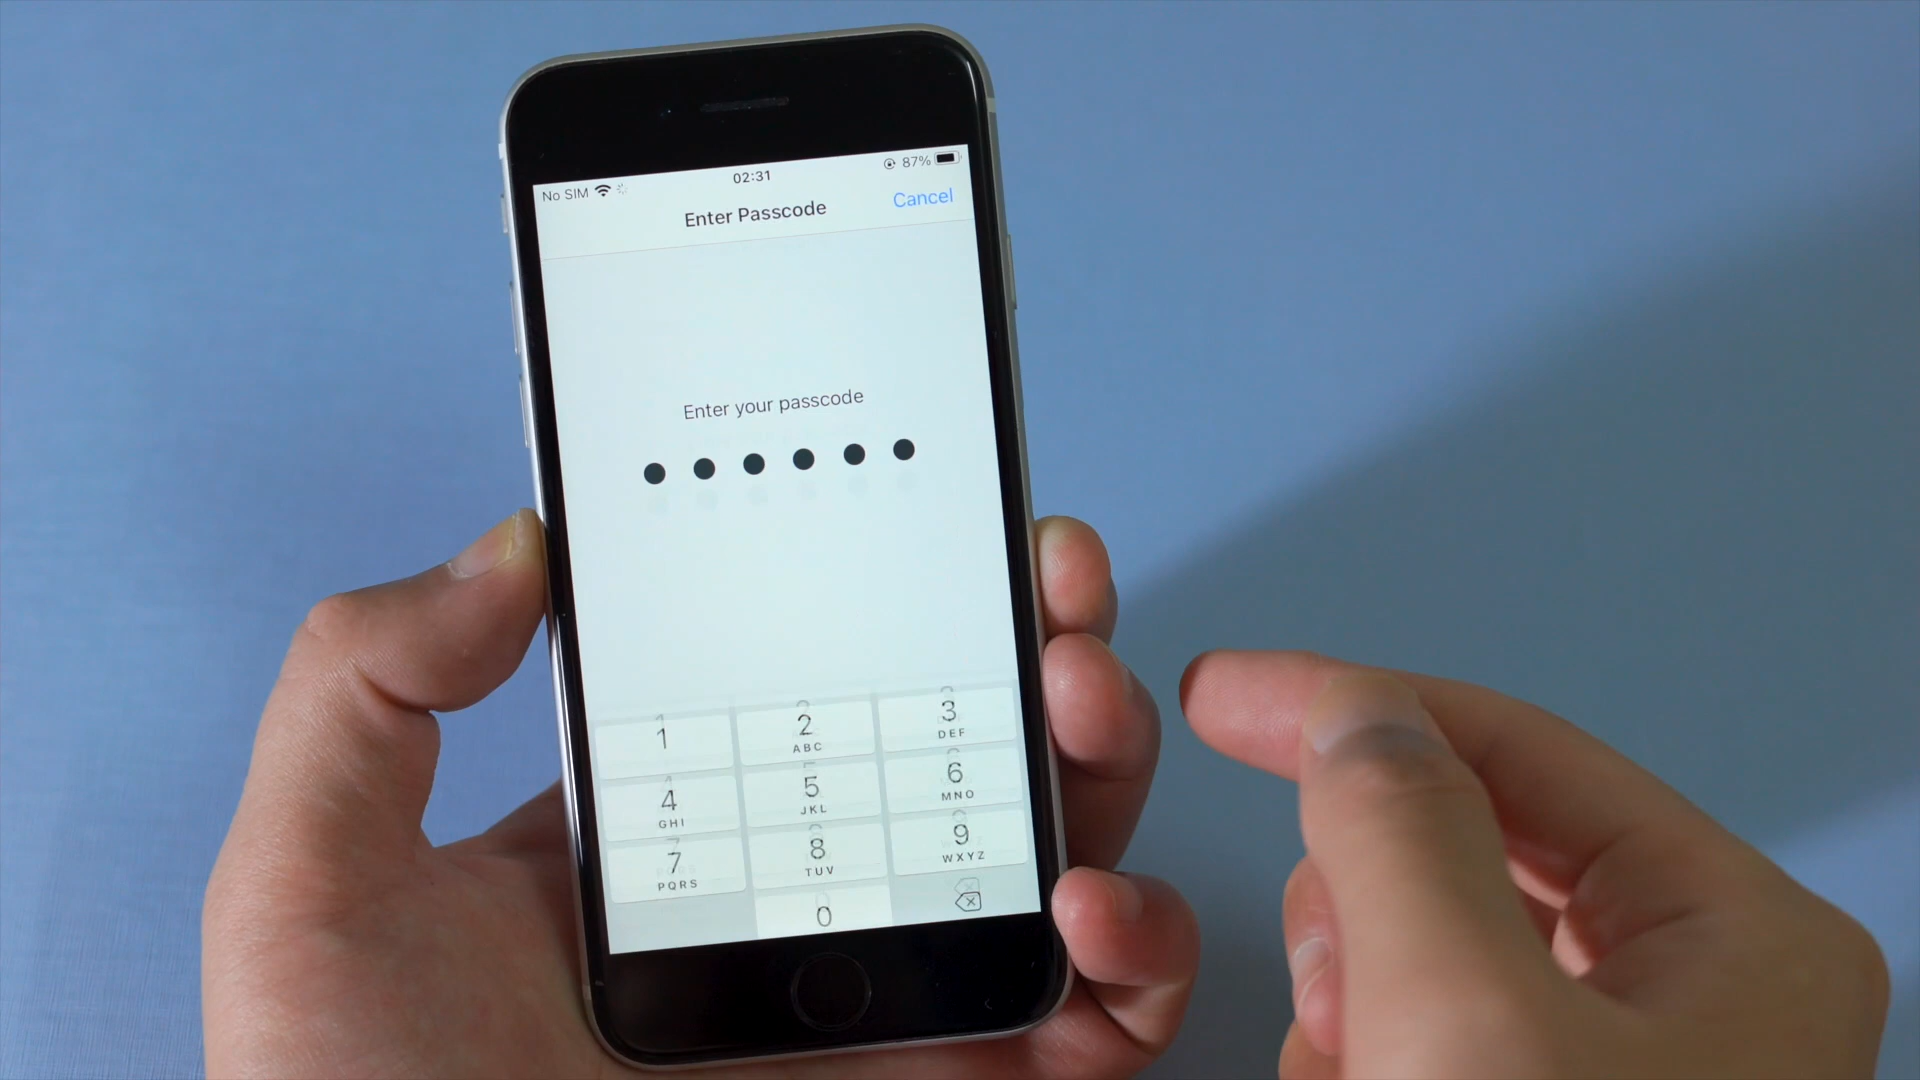 No SIM 02:31 87%
Enter Passcode Cancel
Enter your passcode
1 2 3
ABC DEF
4 5 6
GHI JKL MNO
7 8 9
PQRS TUV WXYZ
0